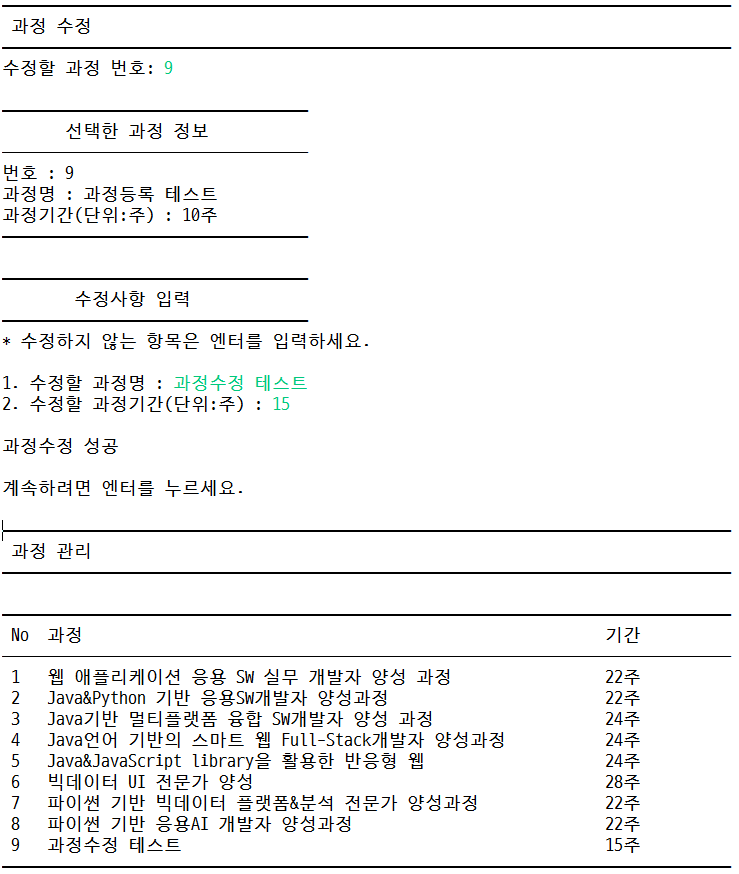 과정 수정
수정할 과정 번호: 9
선택한 과정 정보
번호 : 9
과정명 : 과정등록 테스트
과정기간(단위:주) : 10주
수정사항 입력
* 수정하지 않는 항목은 엔터를 입력하세요.
1. 수정할 과정명 : 과정수정 테스트
2. 수정할 과정기간(단위:주) : 15
과정수정 성공
계속하려면 엔터를 누르세요.
과정 관리
No 과정 기간
1 웹 애플리케이션 응용 SW 실무 개발자 양성 과정 22주
2 Java&Python 기반 응용SW개발자 양성과정 22주
3 Java기반 멀티플랫폼 융합 SW개발자 양성 과정 24주
4 Java언어 기반의 스마트 웹 Full-Stack개발자 양성과정 24주
5 Java&JavaScript library을 활용한 반응형 웹 24주
6 빅데이터 UI 전문가 양성 28주
7 파이썬 기반 빅데이터 플랫폼&분석 전문가 양성과정 22주
8 파이썬 기반 응용AI 개발자 양성과정 22주
9 과정수정 테스트 15주